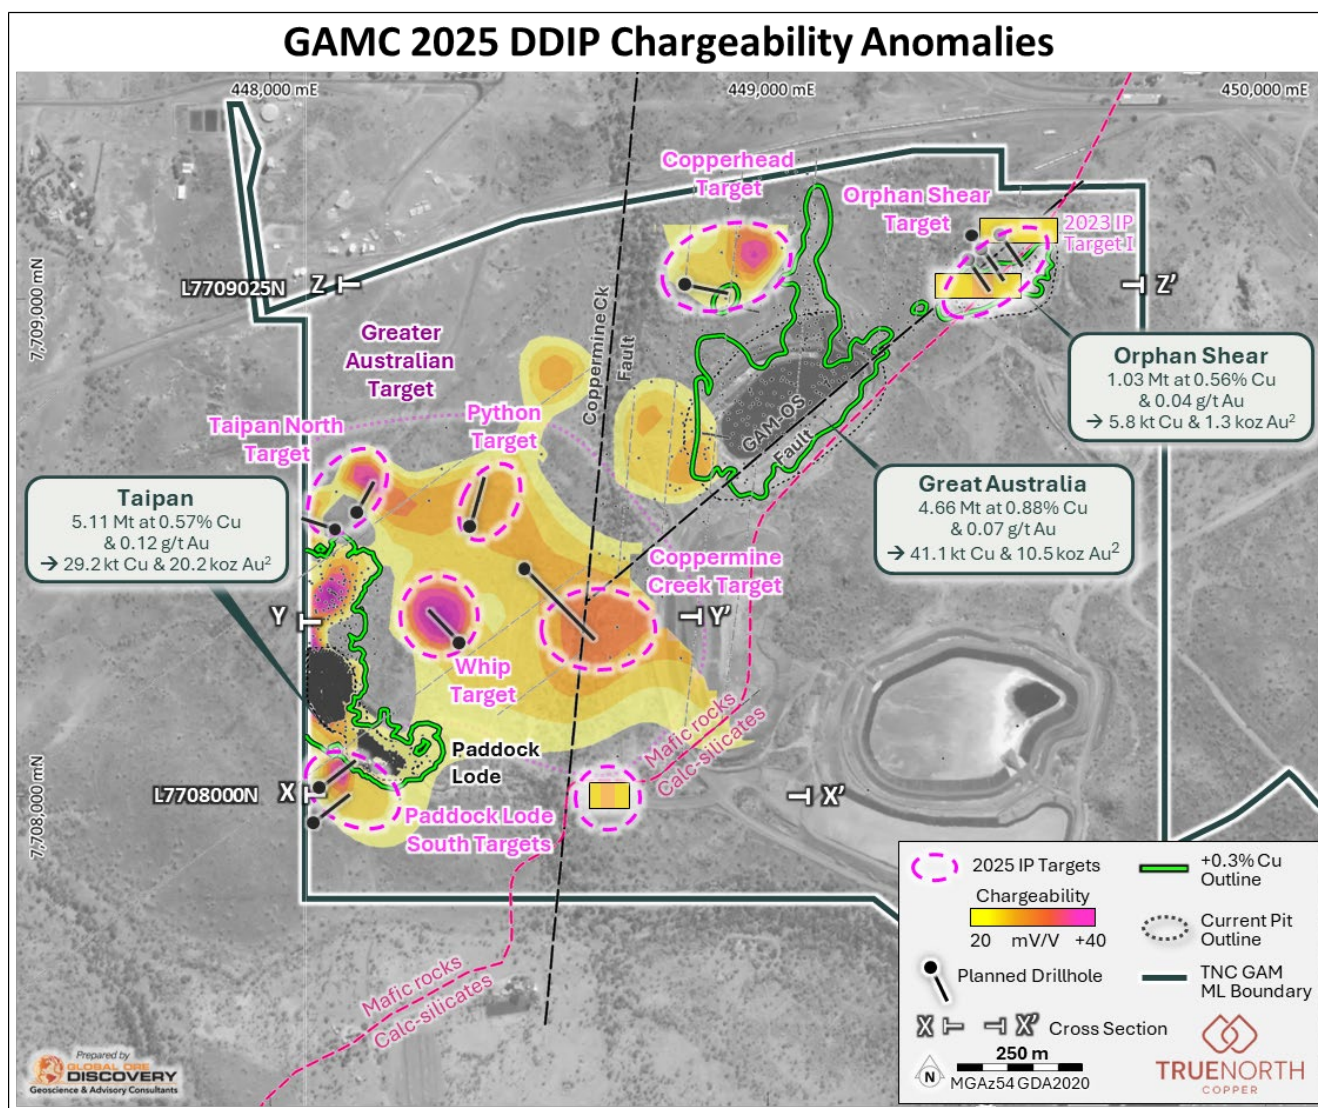 GAMC 2025 DDIP Chargeability Anomalies
448,000 mE
449,000 mE
450,000 mE
7,709,000 mN
7,708,000 mN
Copperhead
Target
Orphan Shear
Target
2023 IP
Target I
L7709025N
Z
Z'
Greater
Australian
Target
Coppermine Ck
Fault
Orphan Shear
1.03 Mt at 0.56% Cu
& 0.04 g/t Au
→ 5.8 kt Cu & 1.3 koz Au²
Taipan North
Target
Python
Target
GAM-OS
Fault
Taipan
5.11 Mt at 0.57% Cu
& 0.12 g/t Au
→ 29.2 kt Cu & 20.2 koz Au²
Great Australia
4.66 Mt at 0.88% Cu
& 0.07 g/t Au
→ 41.1 kt Cu & 10.5 koz Au²
Coppermine
Creek Target
Y
Y'
Whip
Target
Mafic rocks
Calc-silicates
Paddock
Lode
L7708000N
X
X'
Paddock Lode
South Targets
Mafic rocks
Calc-silicates
2025 IP Targets
Chargeability
20 mV/V +40
Planned Drillhole
X X' Cross Section
N
250 m
MGAz54 GDA2020
+0.3% Cu
Outline
Current Pit
Outline
TNC GAM
ML Boundary
TRUENORTH
COPPER
Prepared by
GLOBAL ORE
DISCOVERY
Geoscience & Advisory Consultants